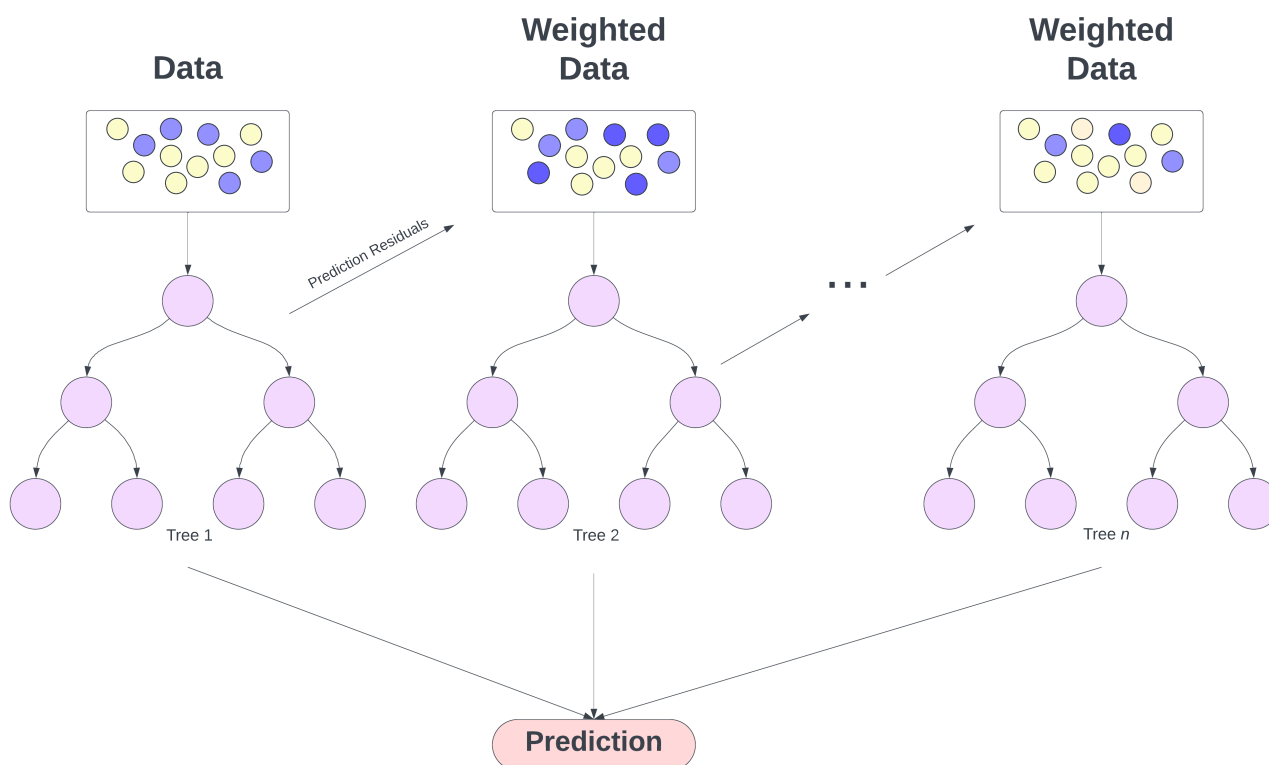 Data
Weighted
Data
Weighted
Data
Prediction Residuals
...
Tree 1
Tree 2
Tree n
Prediction